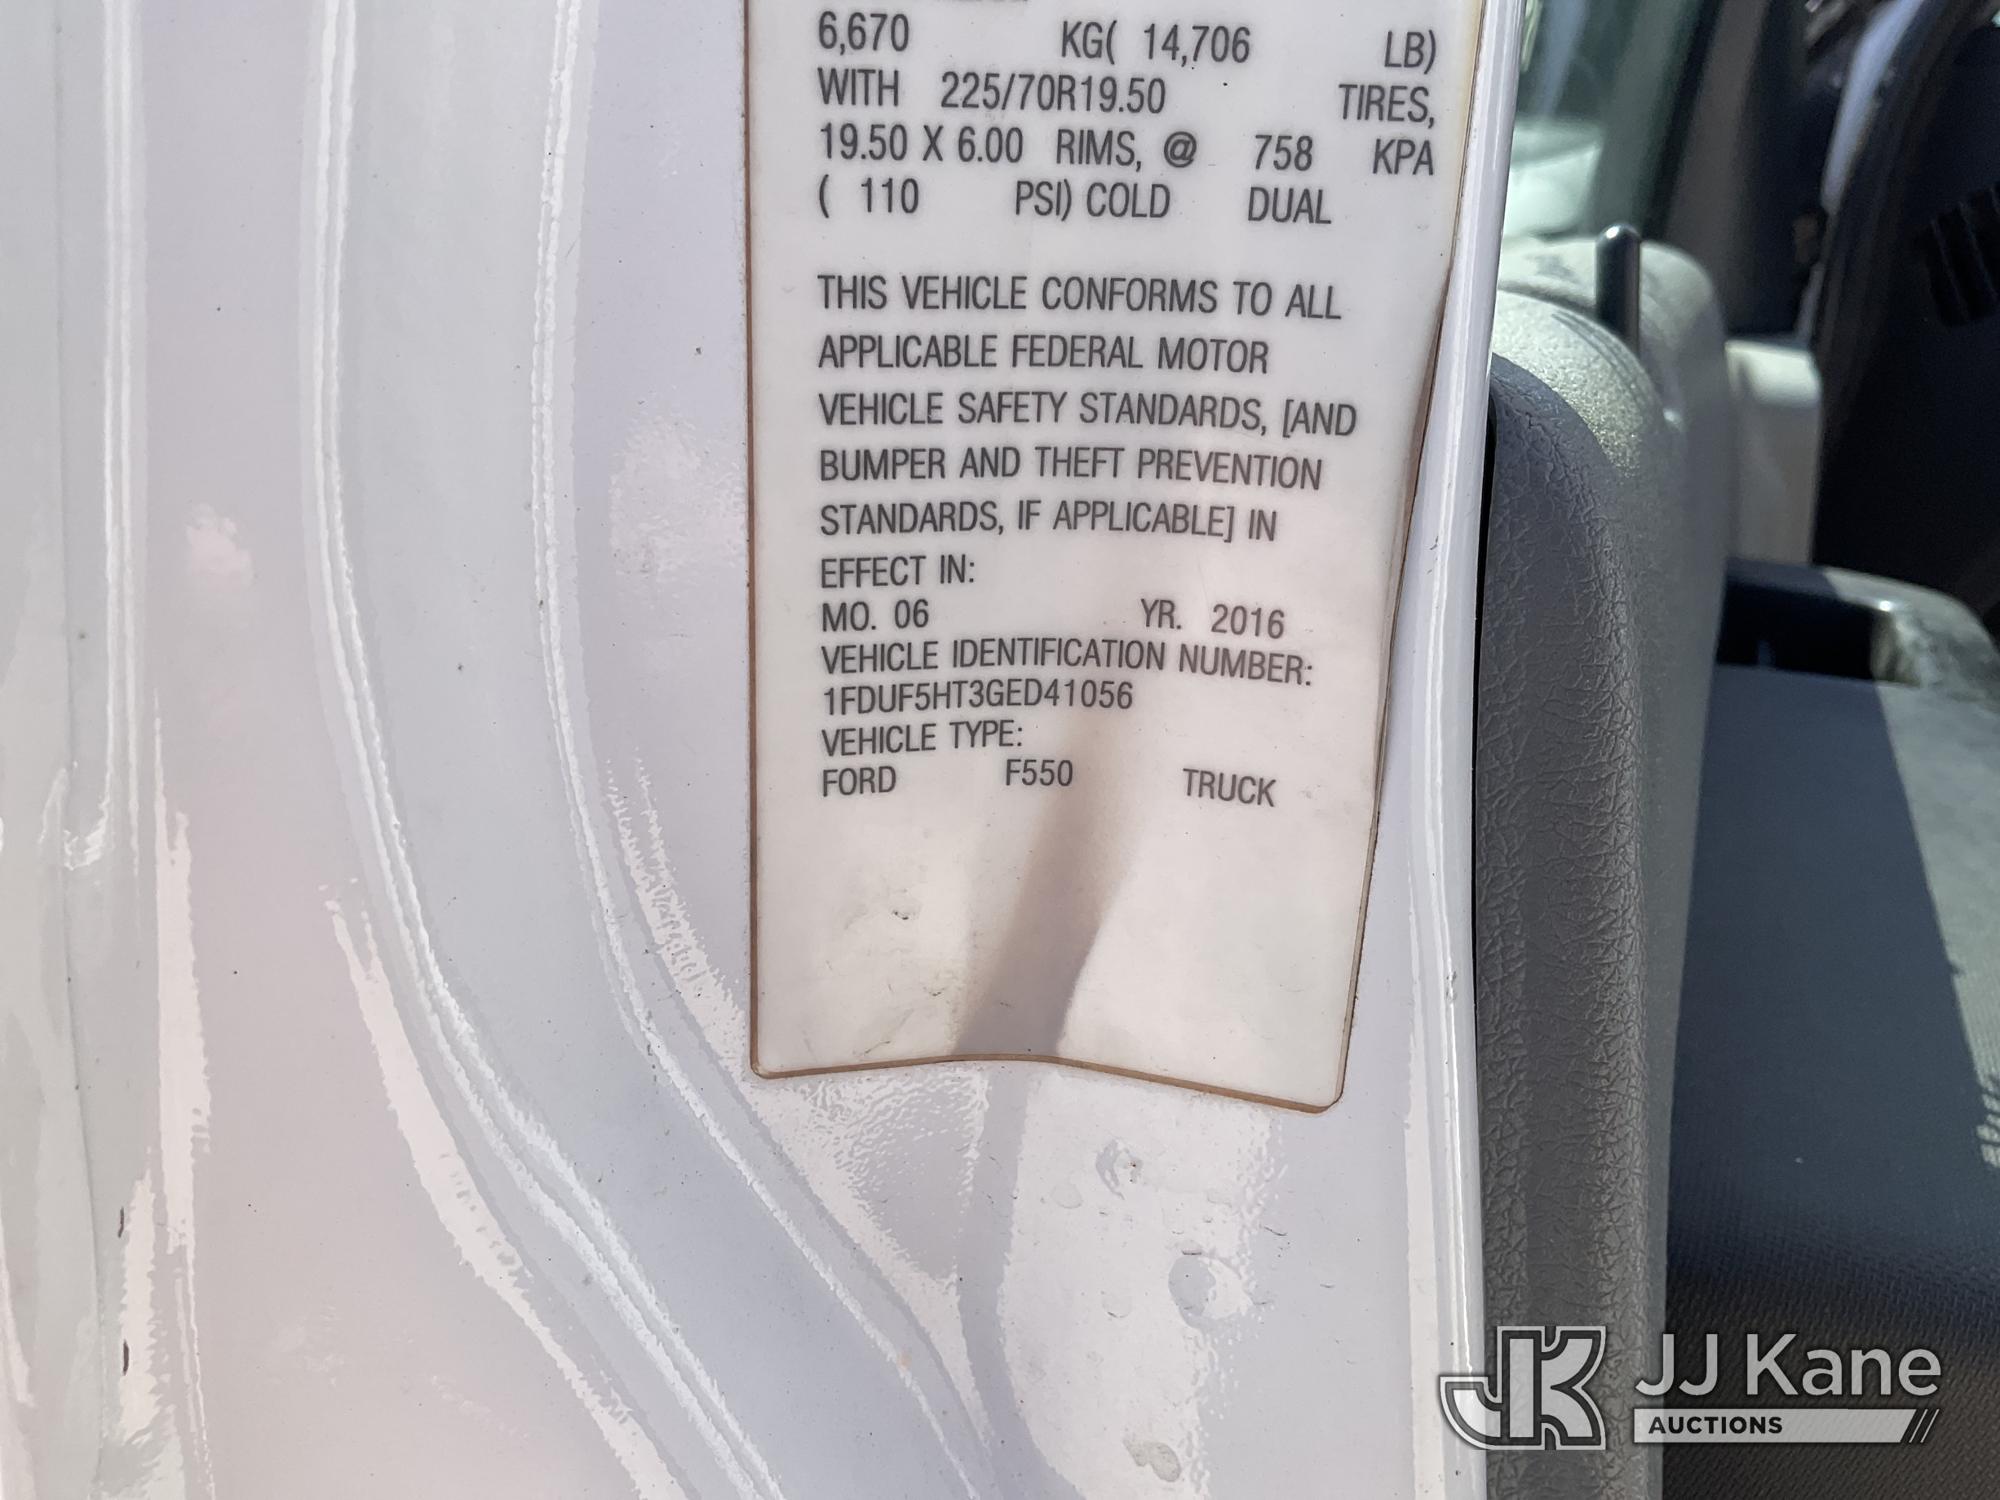 6,670 KG( 14,706 LB)
WITH 225/70R19.50 TIRES,
19.50 X 6.00 RIMS, @ 758 KPA
( 110 PSI) COLD DUAL
THIS VEHICLE CONFORMS TO ALL
APPLICABLE FEDERAL MOTOR
VEHICLE SAFETY STANDARDS, [AND
BUMPER AND THEFT PREVENTION
STANDARDS, IF APPLICABLE] IN
EFFECT IN:
MO. 06 YR. 2016
VEHICLE IDENTIFICATION NUMBER:
1FDUF5HT3GED41056
VEHICLE TYPE:
FORD F550 TRUCK
JK JJ Kane
AUCTIONS